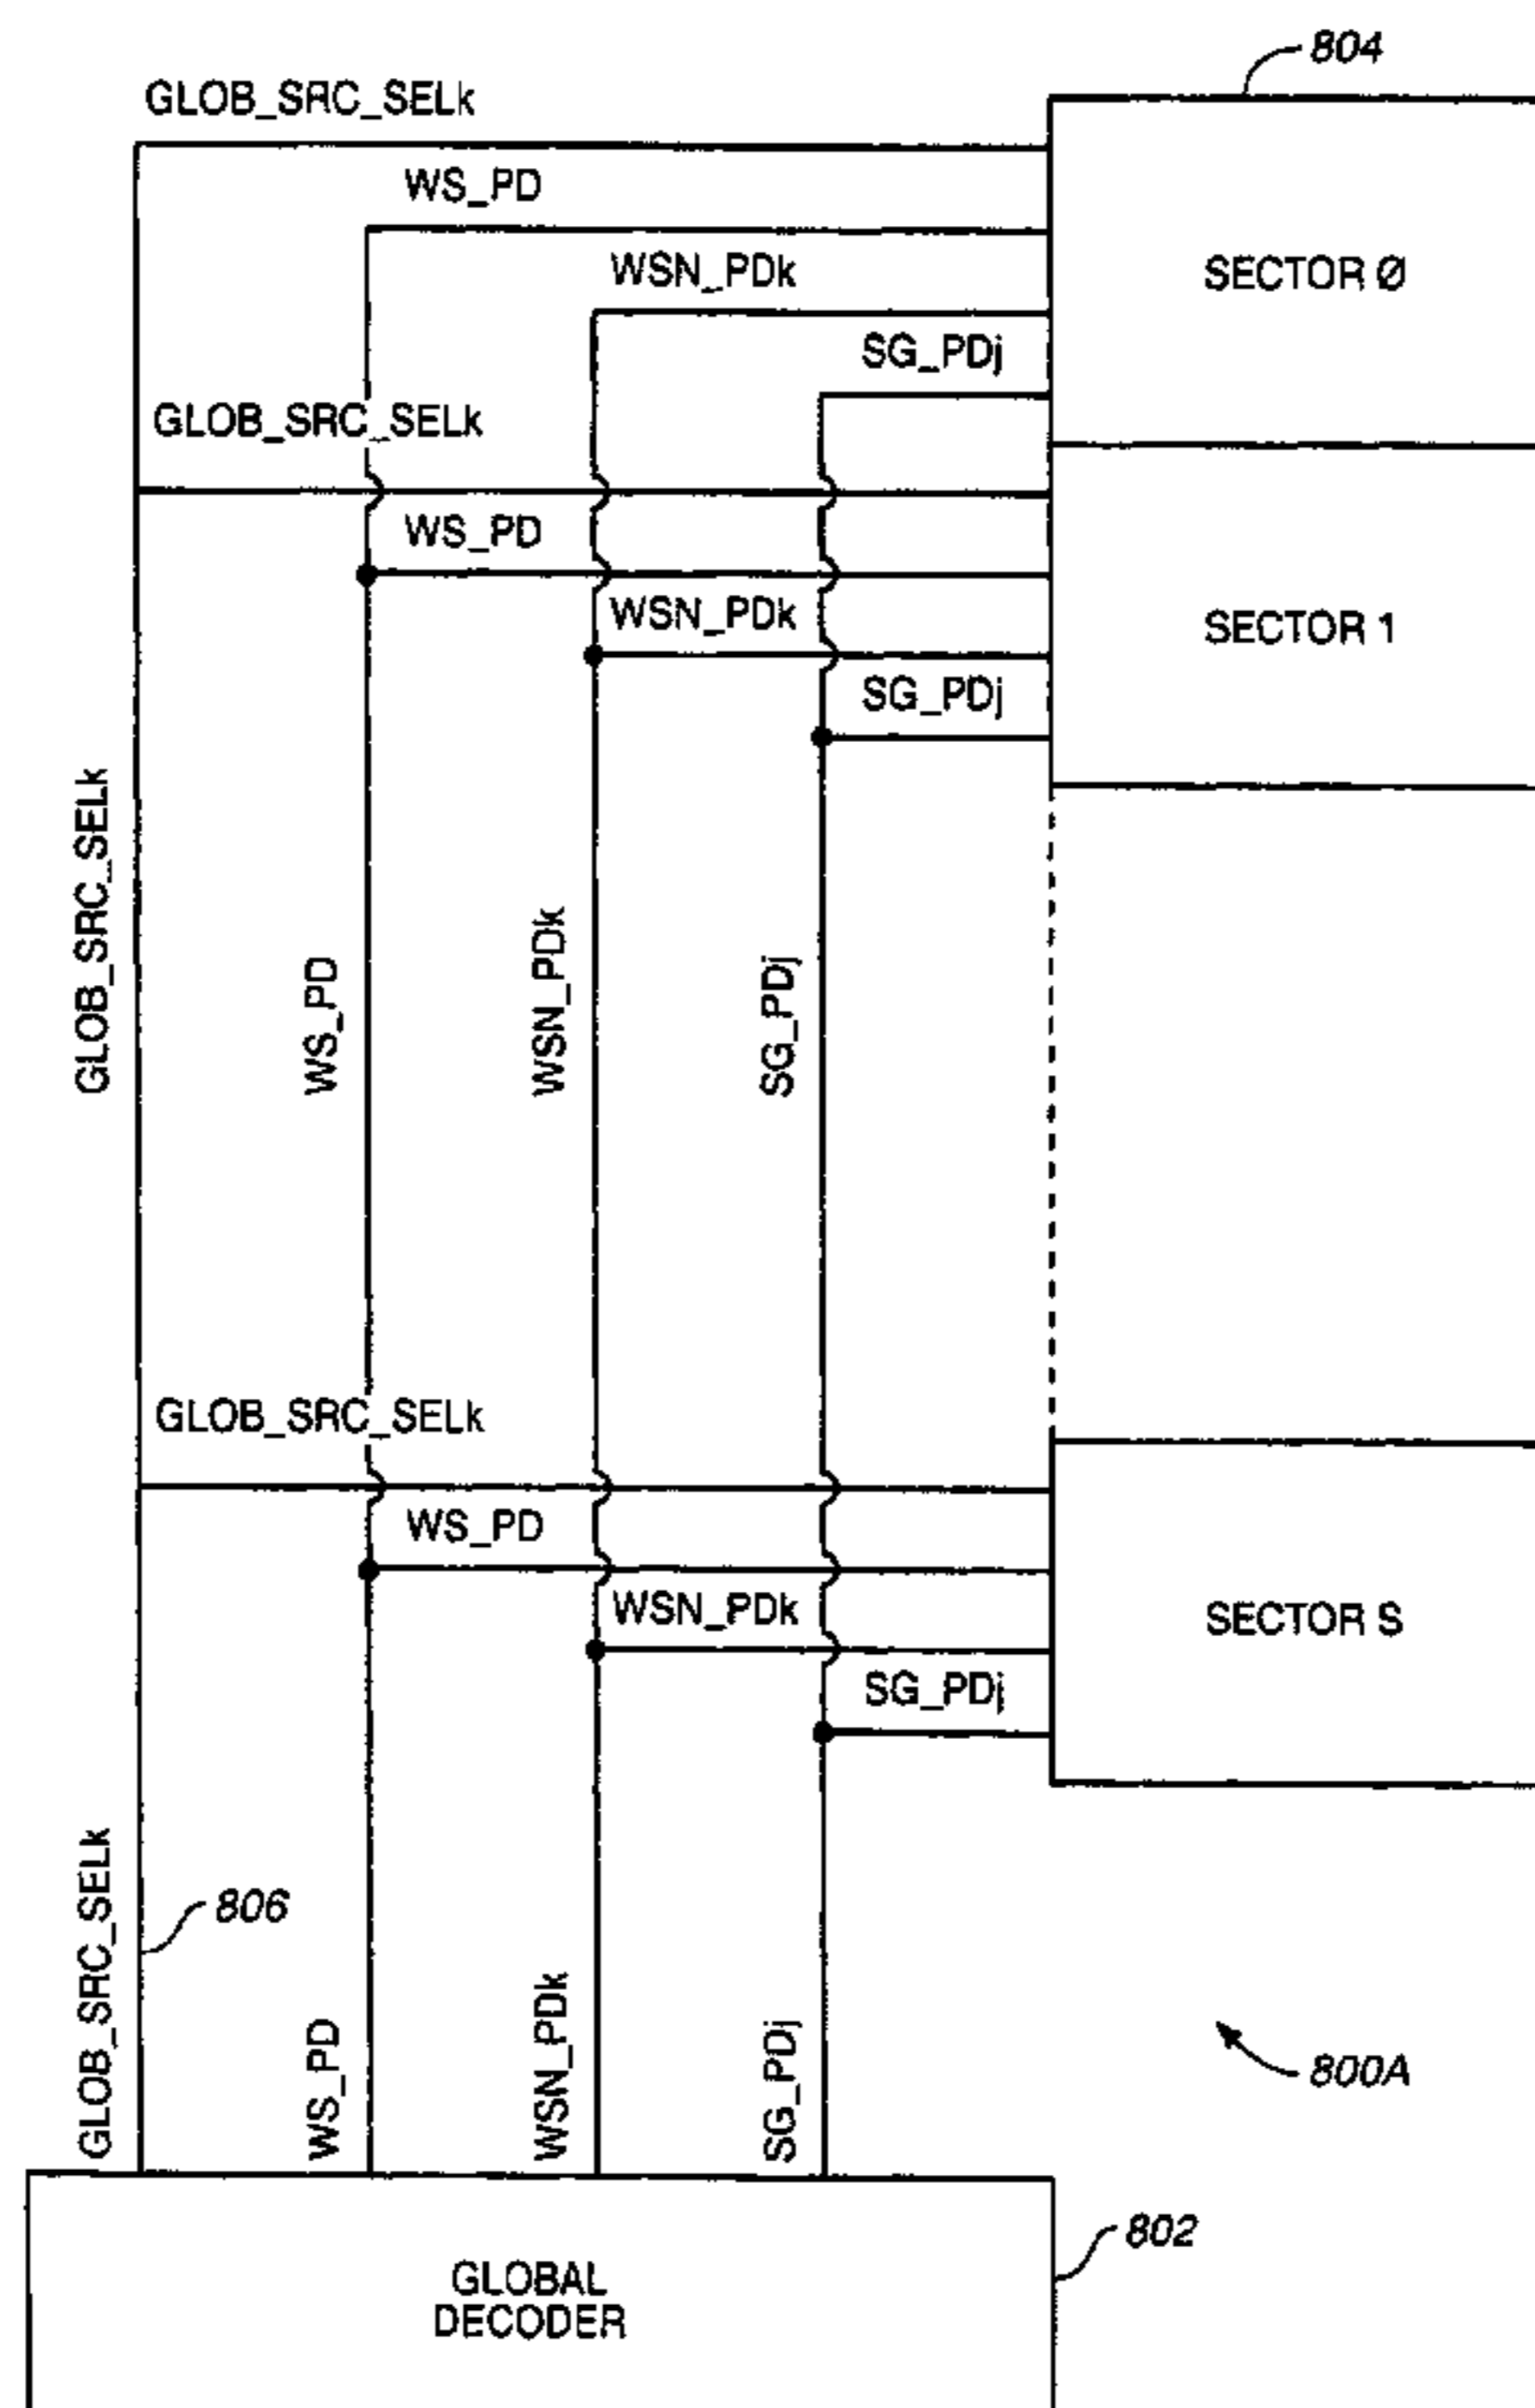 804
GLOB_SRC_SELk
WS_PD
WSN_PDk
SECTOR Ø
SG_PDj
GLOB_SRC_SELk
WS_PD
WSN_PDk
SECTOR 1
SG_PDj
GLOB_SRC_SELk
WS_PD
WSN_PDk
SG_PDj
GLOB_SRC_SELk
WS_PD
WSN_PDk
SECTOR S
SG_PDj
GLOB_SRC_SELk
806
WS_PD
WSN_PDk
SG_PDj
800A
802
GLOBAL
DECODER